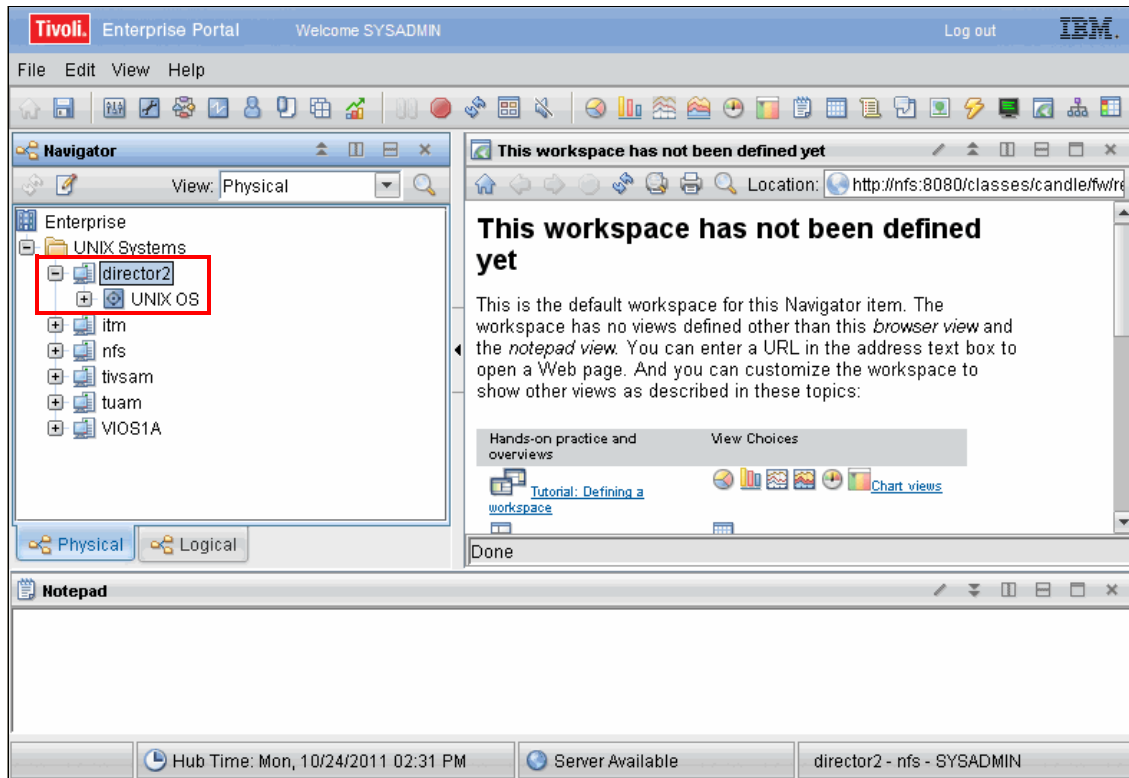 Tivoli. Enterprise Portal Welcome SYSADMIN Log out IBM.
File Edit View Help
Navigator
View: Physical
Enterprise
UNIX Systems
director2
UNIX OS
itm
nfs
tivsam
tuam
VIOS1A
Physical Logical
This workspace has not been defined yet
Location: http://nfs:8080/classes/candle/fw/re
This workspace has not been defined
yet
This is the default workspace for this Navigator item. The
workspace has no views defined other than this browser view and
the notepad view. You can enter a URL in the address text box to
open a Web page. And you can customize the workspace to
show other views as described in these topics:
Hands-on practice and
overviews
View Choices
Tutorial: Defining a
workspace
Chart views
Done
Notepad
Hub Time: Mon, 10/24/2011 02:31 PM Server Available director2 - nfs - SYSADMIN